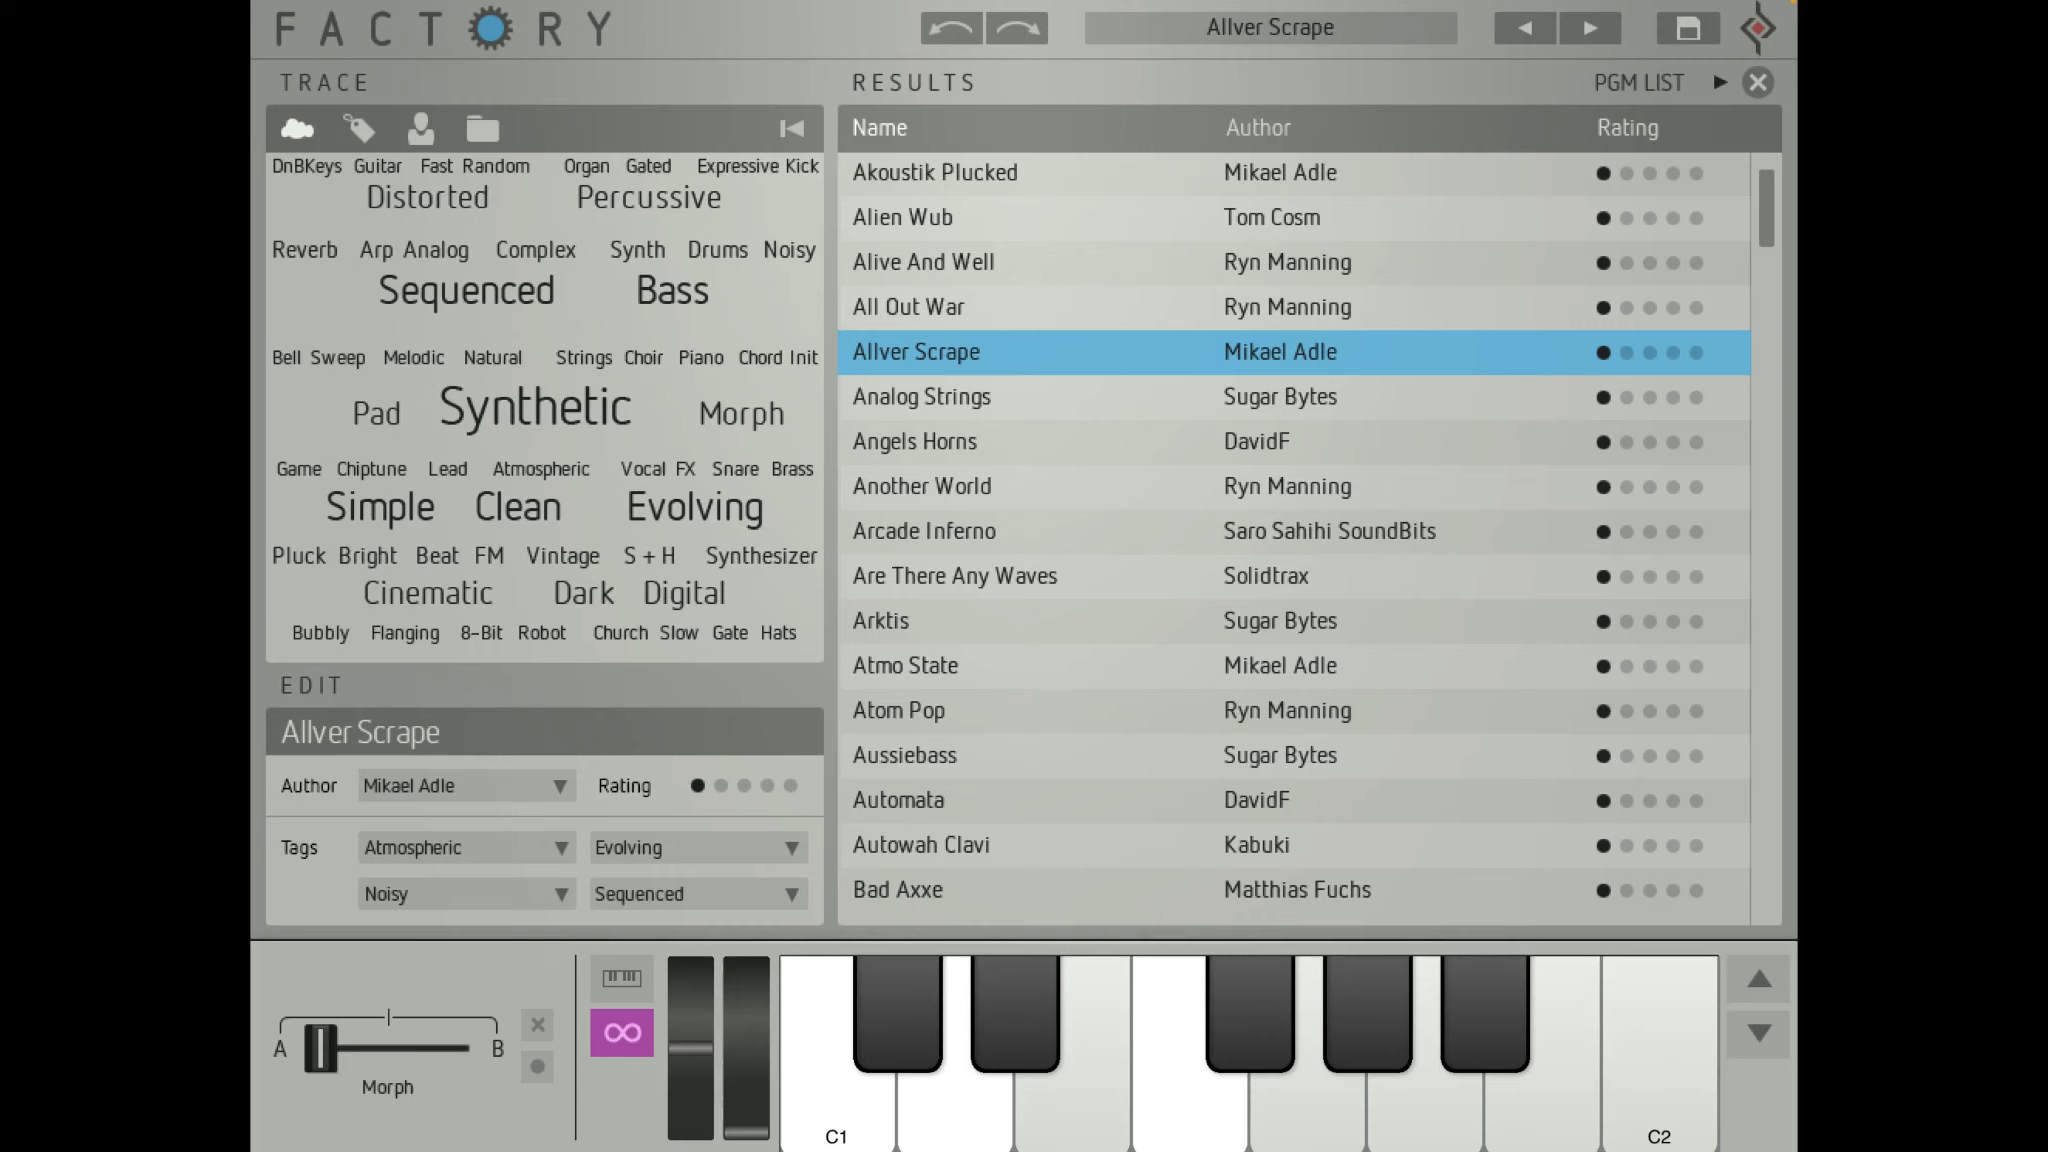 FACTORY
Allver Scrape
TRACE
DnBKeys Guitar Fast Random Organ Gated Expressive Kick
Distorted Percussive
Reverb Arp Analog Complex Synth Drums Noisy
Sequenced Bass
Bell Sweep Melodic Natural Strings Choir Piano Chord Init
Pad Synthetic Morph
Game Chiptune Lead Atmospheric Vocal FX Snare Brass
Simple Clean Evolving
Pluck Bright Beat FM Vintage S + H Synthesizer
Cinematic Dark Digital
Bubbly Flanging 8-Bit Robot Church Slow Gate Hats
EDIT
Allver Scrape
Author Mikael Adle Rating
Tags Atmospheric Evolving
Noisy Sequenced
RESULTS PGM LIST
Name Author Rating
Akoustik Plucked Mikael Adle
Alien Wub Tom Cosm
Alive And Well Ryn Manning
All Out War Ryn Manning
Allver Scrape Mikael Adle
Analog Strings Sugar Bytes
Angels Horns DavidF
Another World Ryn Manning
Arcade Inferno Saro Sahihi SoundBits
Are There Any Waves Solidtrax
Arktis Sugar Bytes
Atmo State Mikael Adle
Atom Pop Ryn Manning
Aussiebass Sugar Bytes
Automata DavidF
Autowah Clavi Kabuki
Bad Axxe Matthias Fuchs
A B
Morph
C1 C2